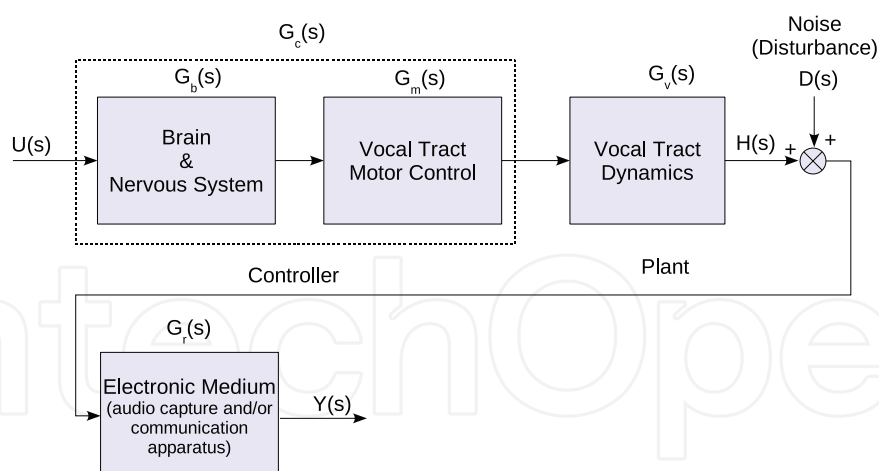 G_c(s)
Noise
(Disturbance)
D(s)
G_b(s)
G_m(s)
G_v(s)
U(s)
Brain
&
Nervous System
Vocal Tract
Motor Control
Vocal Tract
Dynamics
H(s)
+
+
Controller
Plant
G_r(s)
Electronic Medium
(audio capture and/or
communication
apparatus)
Y(s)
ntechOpe